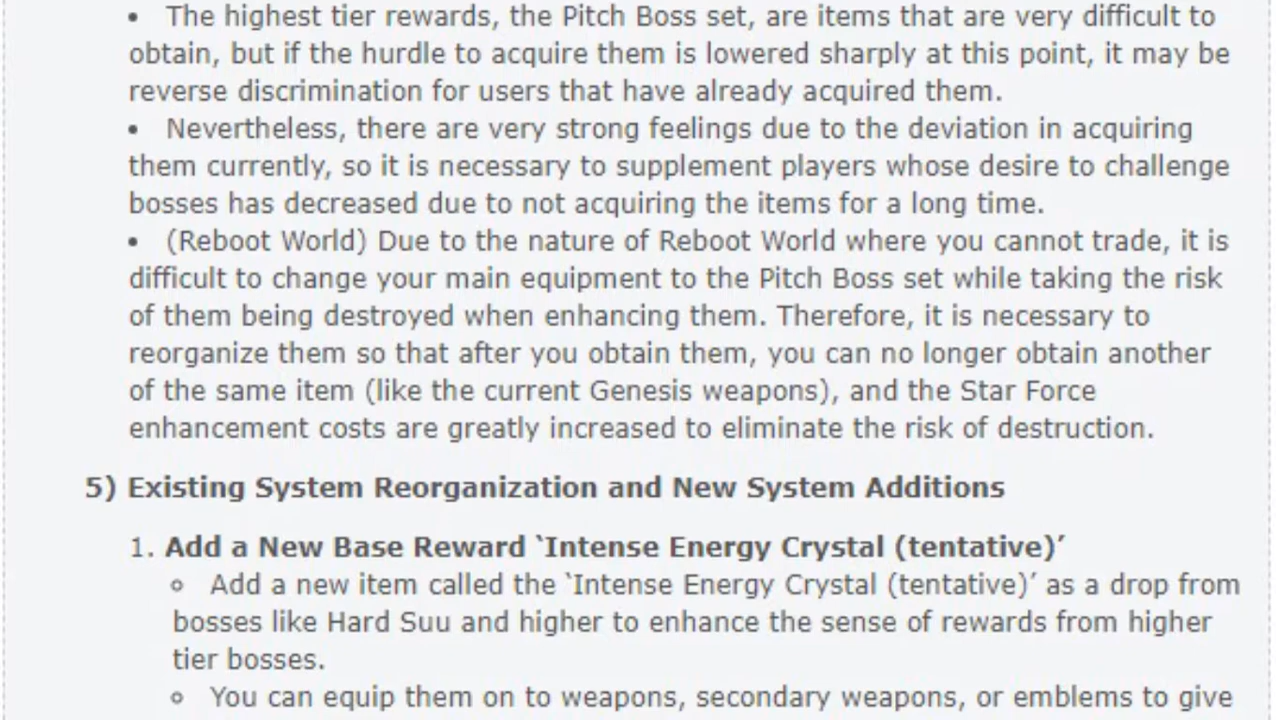 • The highest tier rewards, the Pitch Boss set, are items that are very difficult to
obtain, but if the hurdle to acquire them is lowered sharply at this point, it may be
reverse discrimination for users that have already acquired them.
• Nevertheless, there are very strong feelings due to the deviation in acquiring
them currently, so it is necessary to supplement players whose desire to challenge
bosses has decreased due to not acquiring the items for a long time.
• (Reboot World) Due to the nature of Reboot World where you cannot trade, it is
difficult to change your main equipment to the Pitch Boss set while taking the risk
of them being destroyed when enhancing them. Therefore, it is necessary to
reorganize them so that after you obtain them, you can no longer obtain another
of the same item (like the current Genesis weapons), and the Star Force
enhancement costs are greatly increased to eliminate the risk of destruction.
5) Existing System Reorganization and New System Additions
1. Add a New Base Reward `Intense Energy Crystal (tentative)’
◦ Add a new item called the `Intense Energy Crystal (tentative)’ as a drop from
bosses like Hard Suu and higher to enhance the sense of rewards from higher
tier bosses.
◦ You can equip them on to weapons, secondary weapons, or emblems to give